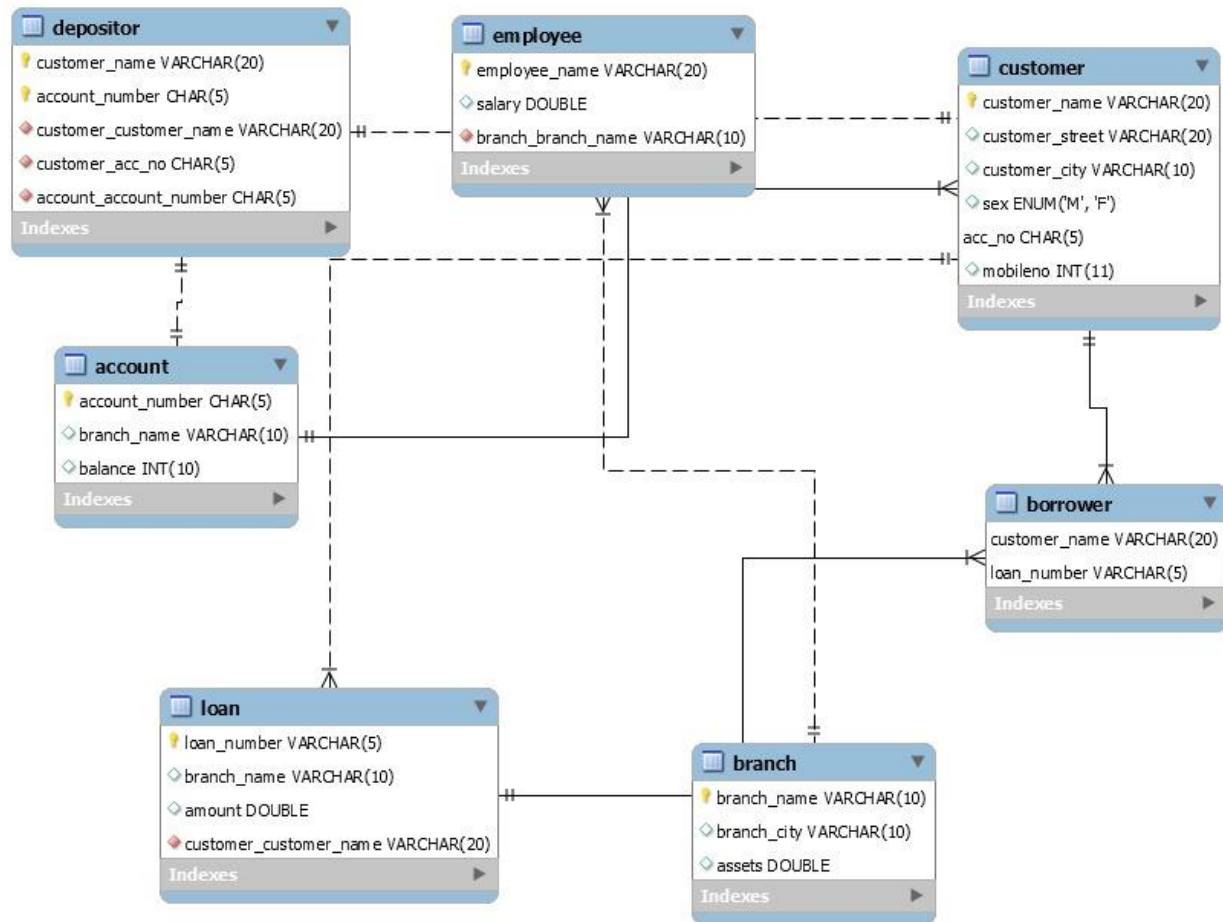 depositor
customer_name VARCHAR(20)
account_number CHAR(5)
customer_customer_name VARCHAR(20)
customer_acc_no CHAR(5)
account_account_number CHAR(5)
Indexes
employee
employee_name VARCHAR(20)
salary DOUBLE
branch_branch_name VARCHAR(10)
Indexes
customer
customer_name VARCHAR(20)
customer_street VARCHAR(20)
customer_city VARCHAR(10)
sex ENUM('M', 'F')
acc_no CHAR(5)
mobileno INT(11)
Indexes
account
account_number CHAR(5)
branch_name VARCHAR(10)
balance INT(10)
Indexes
borrower
customer_name VARCHAR(20)
loan_number VARCHAR(5)
Indexes
loan
loan_number VARCHAR(5)
branch_name VARCHAR(10)
amount DOUBLE
customer_customer_name VARCHAR(20)
Indexes
branch
branch_name VARCHAR(10)
branch_city VARCHAR(10)
assets DOUBLE
Indexes